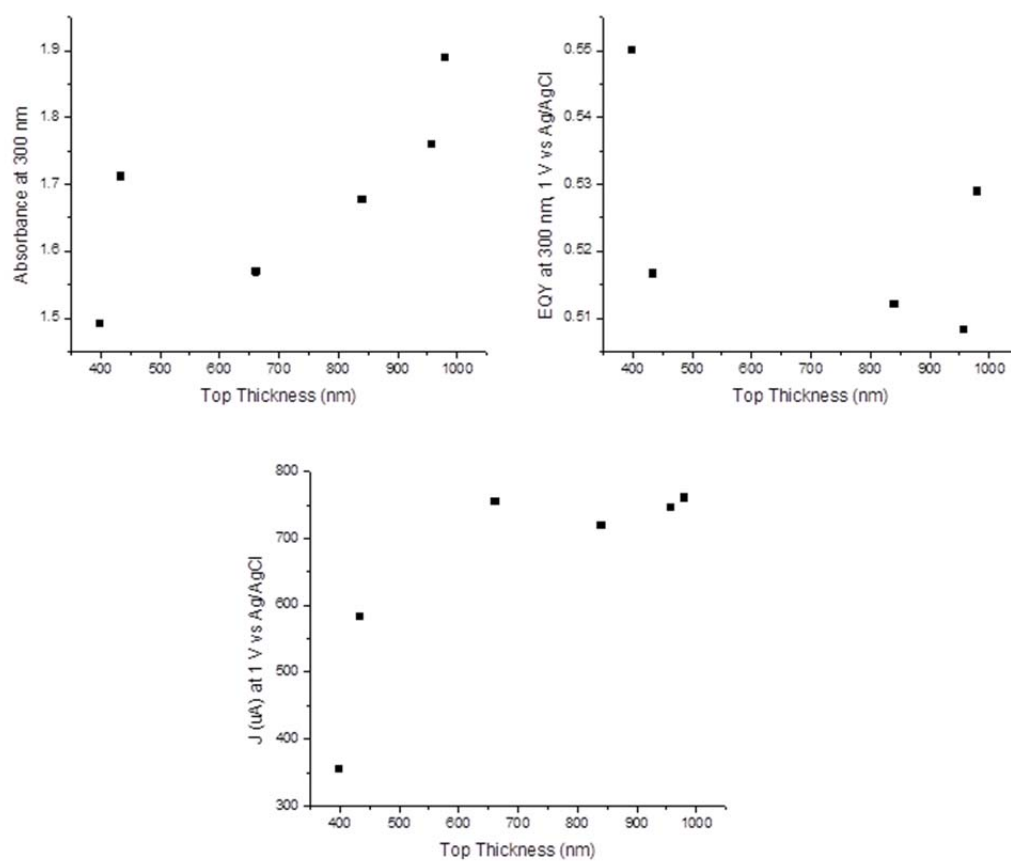 1.9
1.8
1.7
1.6
1.5
Absorbance at 300 nm
400 500 600 700 800 900 1000
Top Thickness (nm)
0.55
0.54
0.53
0.52
0.51
EQY at 300 nm, 1 V vs Ag/AgCl
400 500 600 700 800 900 1000
Top Thickness (nm)
800
700
600
500
400
300
J (uA) at 1 V vs Ag/AgCl
400 500 600 700 800 900 1000
Top Thickness (nm)